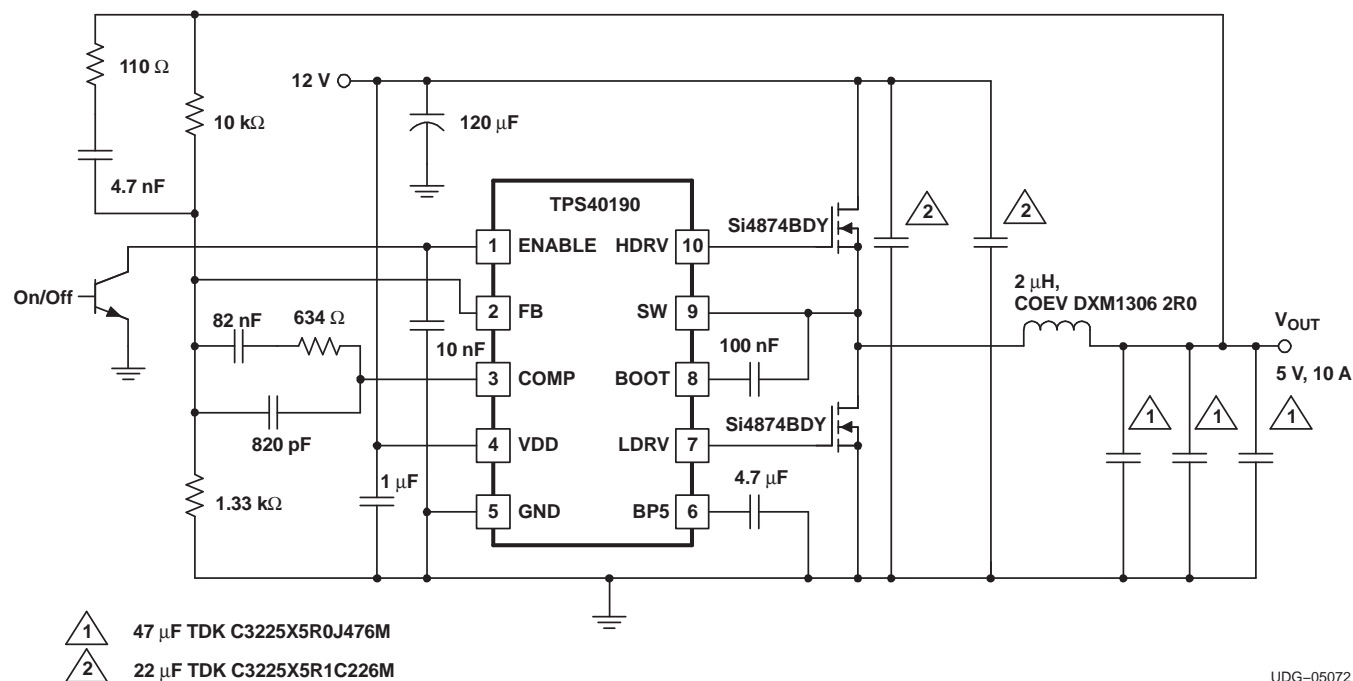 110 Ω
10 kΩ
4.7 nF
12 V
120 μF
TPS40190
Si4874BDY
2
2
1 ENABLE HDRV 10
On/Off
2 FB SW 9
2 μH,
COEV DXM1306 2R0
VOUT
5 V, 10 A
82 nF
634 Ω
10 nF
100 nF
3 COMP BOOT 8
820 pF
Si4874BDY
1
1
1
4 VDD LDRV 7
1.33 kΩ
1 μF
4.7 μF
5 GND BP5 6
1 47 μF TDK C3225X5R0J476M
2 22 μF TDK C3225X5R1C226M
UDG–05072